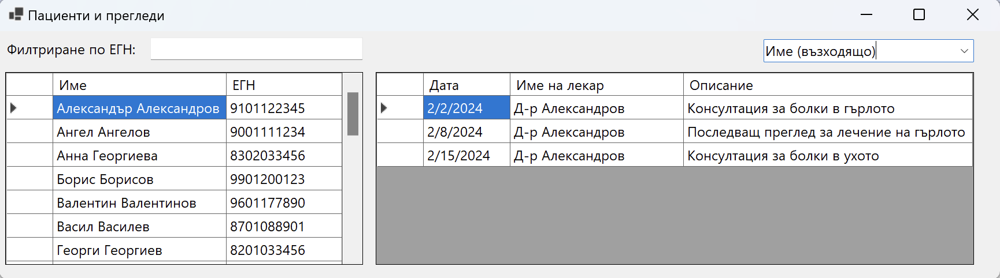 Пациенти и прегледи
Филтриране по ЕГН:
Име (възходящо)
Име ЕГН
Александър Александров 9101122345
Ангел Ангелов 9001111234
Анна Георгиева 8302033456
Борис Борисов 9901200123
Валентин Валентинов 9601177890
Васил Василев 8701088901
Георги Георгиев 8201033456
Дата Име на лекар Описание
2/2/2024 Д-р Александров Консултация за болки в гърлото
2/8/2024 Д-р Александров Последващ преглед за лечение на гърлото
2/15/2024 Д-р Александров Консултация за болки в ухото